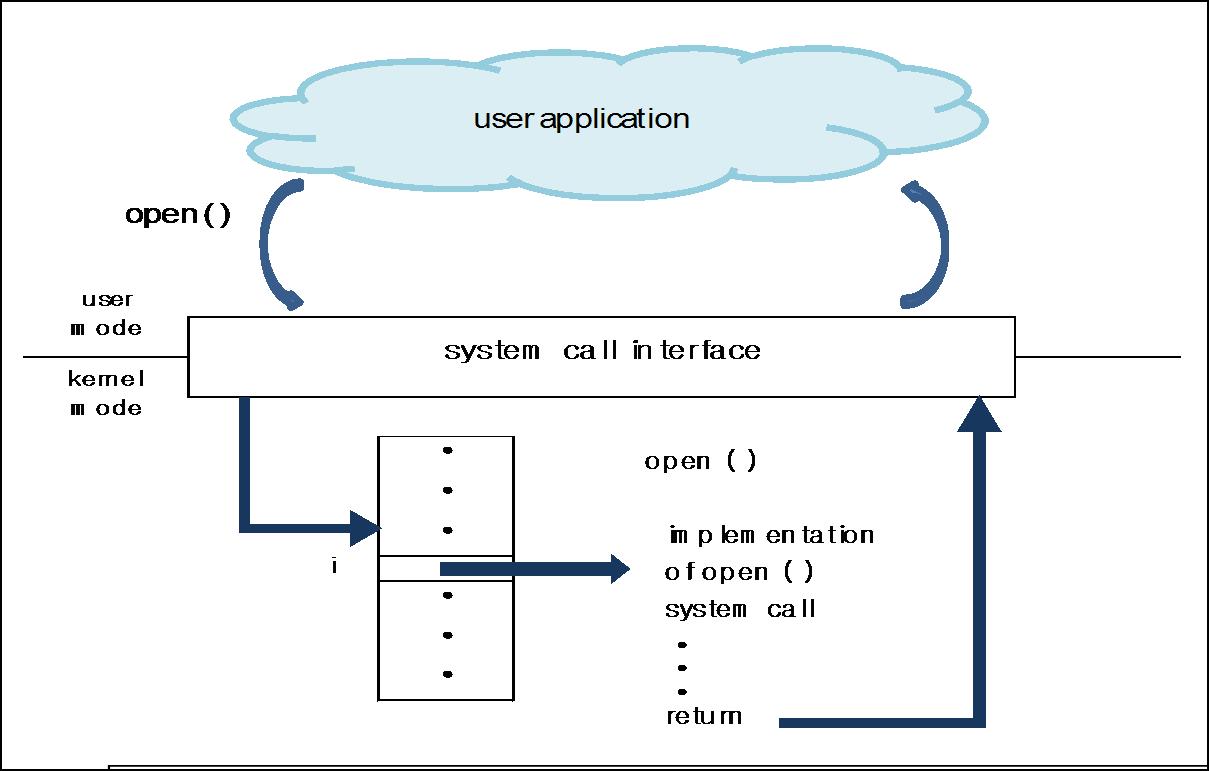 user application
open()
user
mode
system call interface
kernel
mode
open ()
implementation
i
of open ()
system call
return